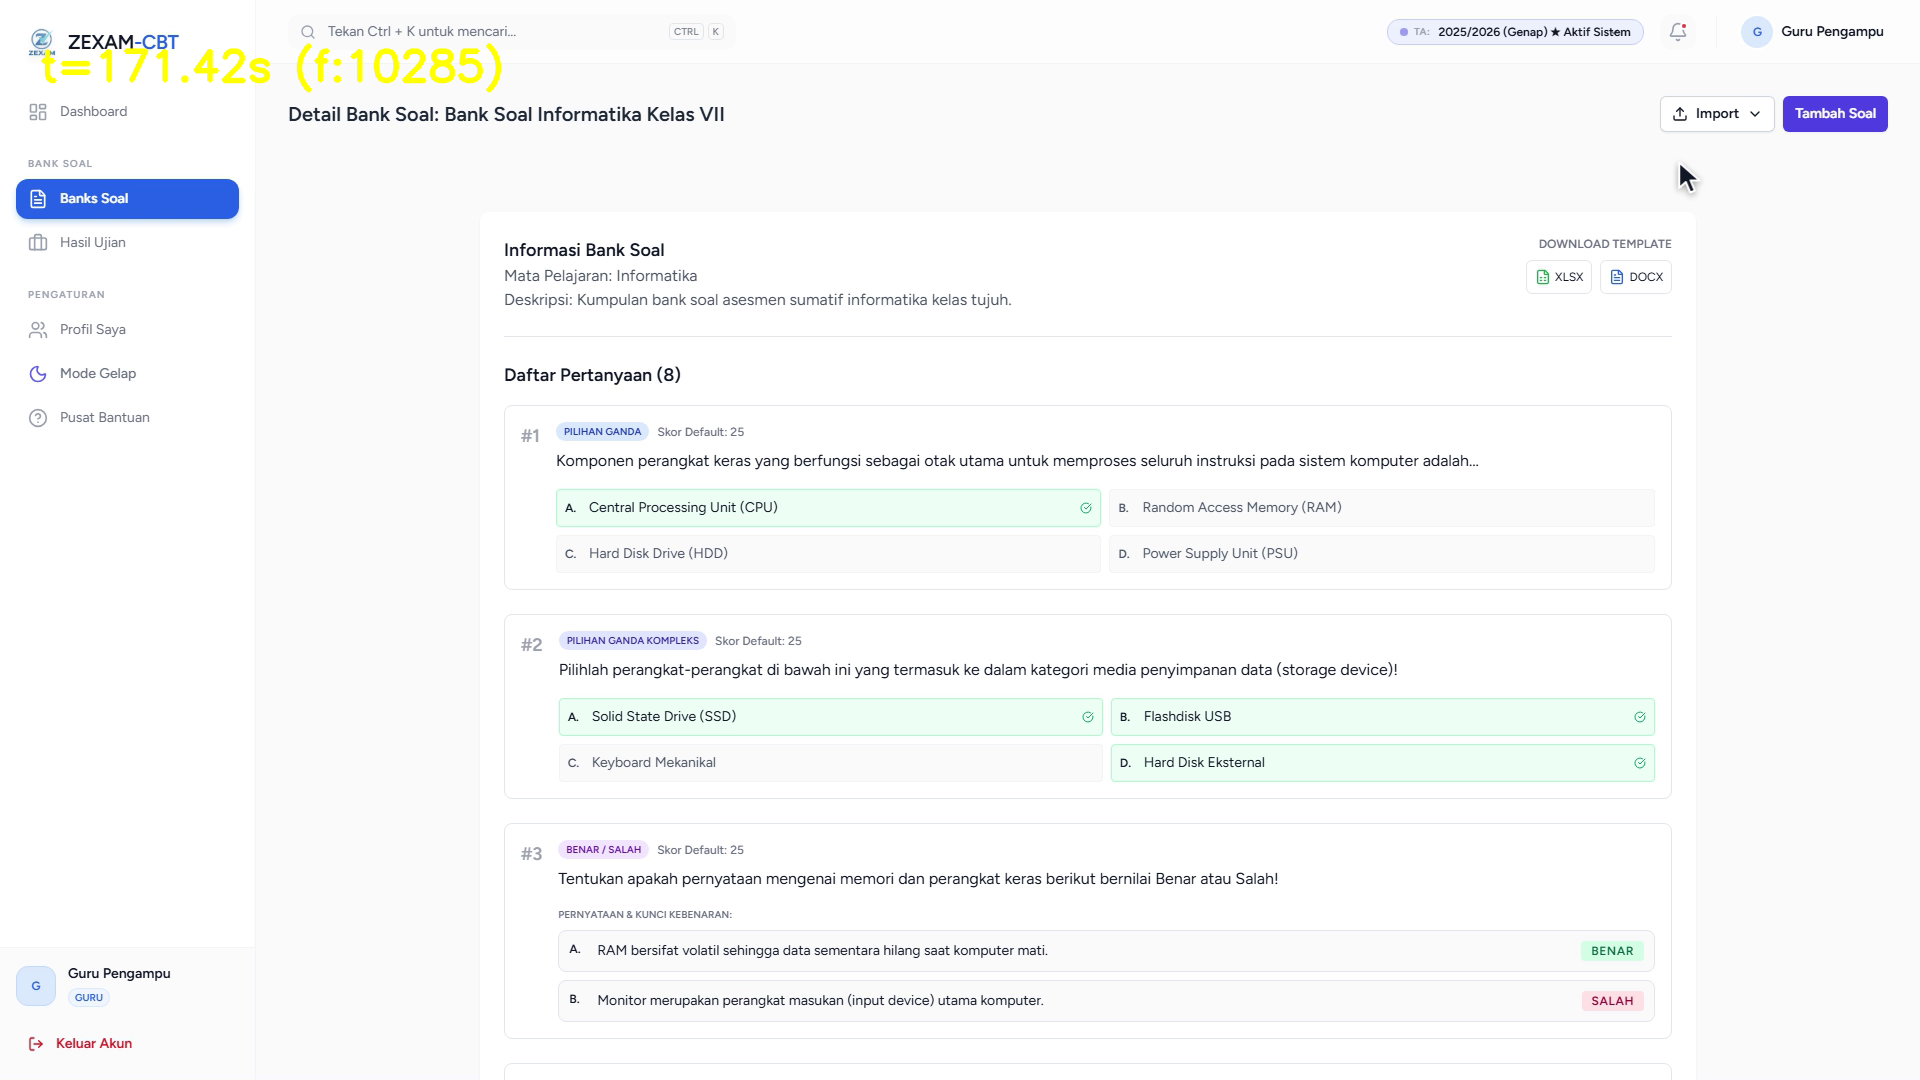 ZEXAM-CBT
ZEXAM
Tekan Ctrl + K untuk mencari...
CTRL K
TA: 2025/2026 (Genap) ★ Aktif Sistem
G
Guru Pengampu
t=171.42s (f:10285)
Dashboard
BANK SOAL
Banks Soal
Hasil Ujian
PENGATURAN
Profil Saya
Mode Gelap
Pusat Bantuan
Guru Pengampu
G
GURU
Keluar Akun
Detail Bank Soal: Bank Soal Informatika Kelas VII
Import
Tambah Soal
Informasi Bank Soal
Mata Pelajaran: Informatika
Deskripsi: Kumpulan bank soal asesmen sumatif informatika kelas tujuh.
DOWNLOAD TEMPLATE
XLSX
DOCX
Daftar Pertanyaan (8)
#1
PILIHAN GANDA
Skor Default: 25
Komponen perangkat keras yang berfungsi sebagai otak utama untuk memproses seluruh instruksi pada sistem komputer adalah...
A. Central Processing Unit (CPU)
B. Random Access Memory (RAM)
C. Hard Disk Drive (HDD)
D. Power Supply Unit (PSU)
#2
PILIHAN GANDA KOMPLEKS
Skor Default: 25
Pilihlah perangkat-perangkat di bawah ini yang termasuk ke dalam kategori media penyimpanan data (storage device)!
A. Solid State Drive (SSD)
B. Flashdisk USB
C. Keyboard Mekanikal
D. Hard Disk Eksternal
#3
BENAR / SALAH
Skor Default: 25
Tentukan apakah pernyataan mengenai memori dan perangkat keras berikut bernilai Benar atau Salah!
PERNYATAAN & KUNCI KEBENARAN:
A. RAM bersifat volatil sehingga data sementara hilang saat komputer mati.
BENAR
B. Monitor merupakan perangkat masukan (input device) utama komputer.
SALAH